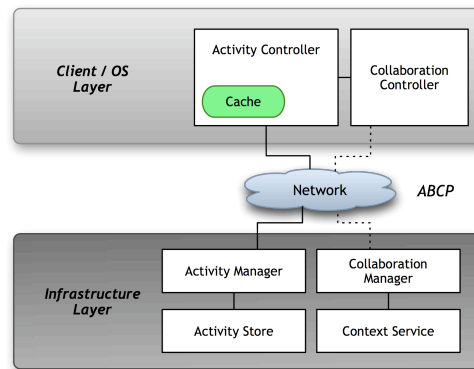 Client / OS
Layer
Activity Controller
Cache
Collaboration
Controller
Network
ABCP
Infrastructure
Layer
Activity Manager
Collaboration
Manager
Activity Store
Context Service